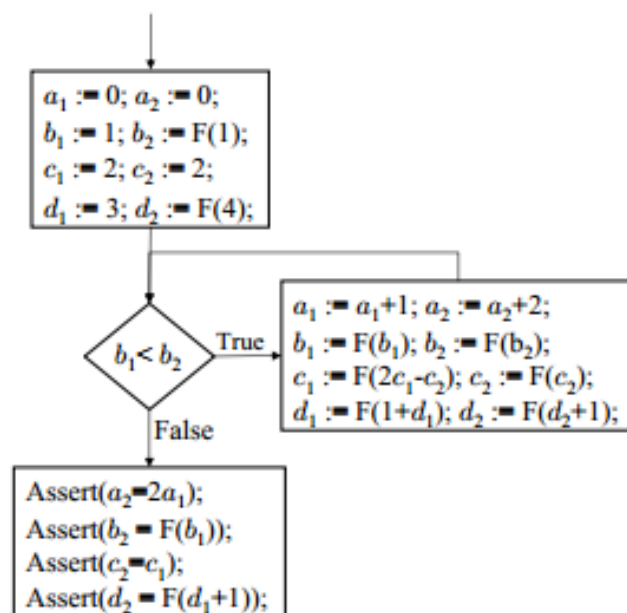 a₁ := 0; a₂ := 0;
b₁ := 1; b₂ := F(1);
c₁ := 2; c₂ := 2;
d₁ := 3; d₂ := F(4);
b₁< b₂
True
a₁ := a₁+1; a₂ := a₂+2;
b₁ := F(b₁); b₂ := F(b₂);
c₁ := F(2c₁-c₂); c₂ := F(c₂);
d₁ := F(1+d₁); d₂ := F(d₂+1);
False
Assert(a₂=2a₁);
Assert(b₂ = F(b₁));
Assert(c₂=c₁);
Assert(d₂ = F(d₁+1));